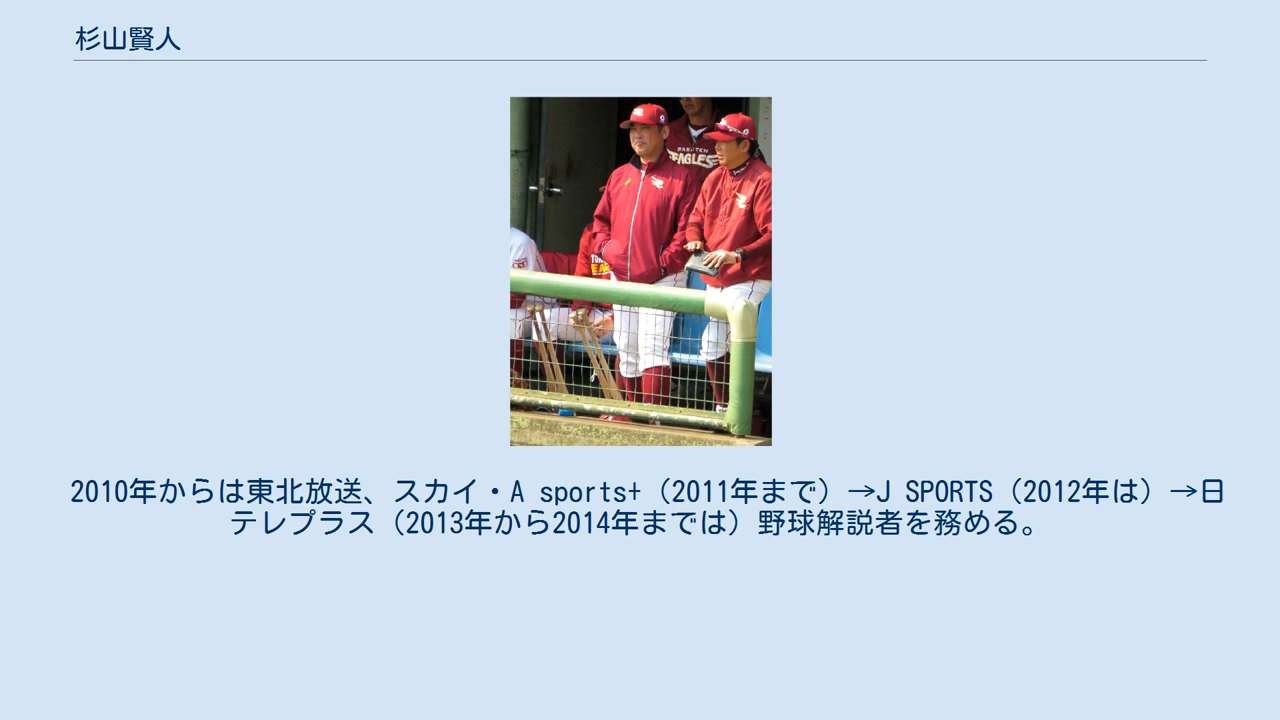 杉山賢人
RAKUTEN
EAGLES
2010年からは東北放送、スカイ・A sports+（2011年まで）→J SPORTS（2012年は）→日
テレプラス（2013年から2014年までは）野球解説者を務める。